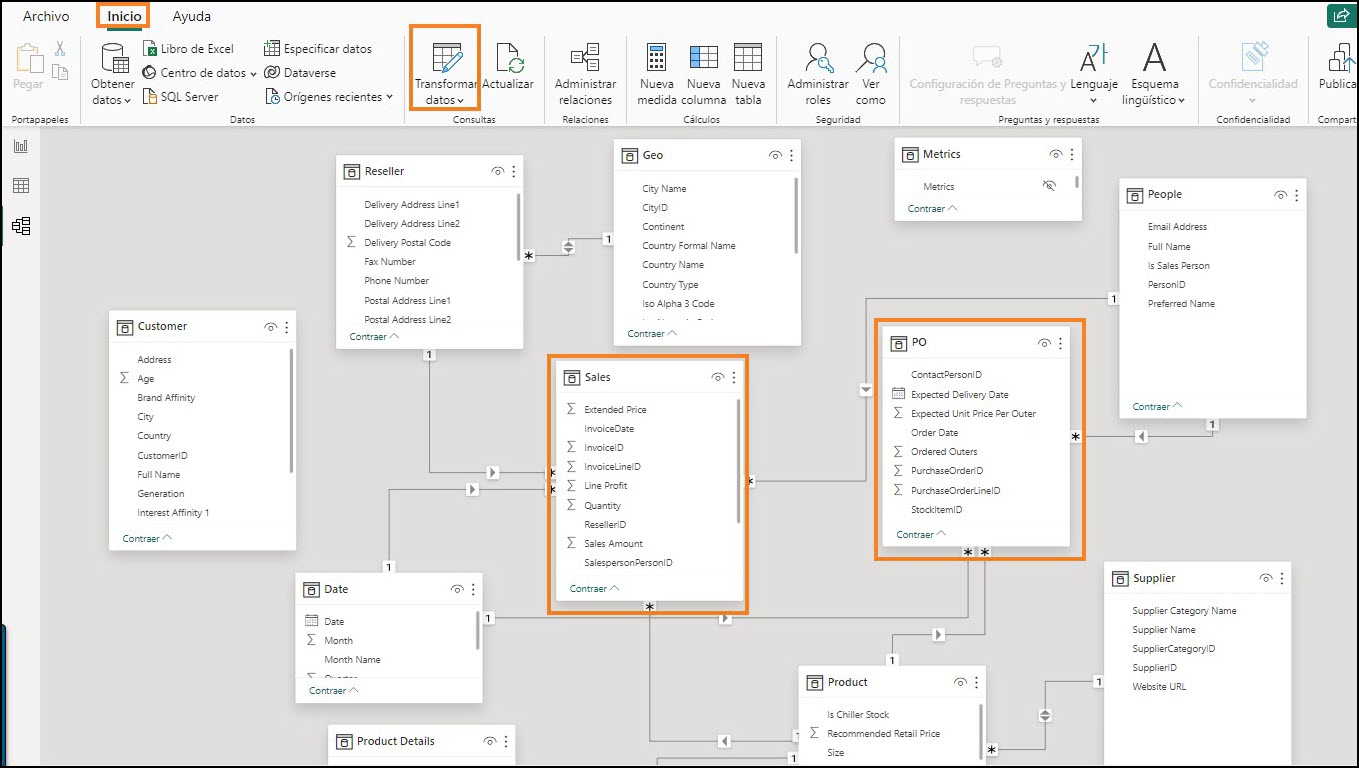 Archivo Inicio Ayuda
Pegar
Portapapeles
Obtener
datos
Libro de Excel
Centro de datos
SQL Server
Especificar datos
Dataverse
Orígenes recientes
Datos
Transformar
datos
Actualizar
Consultas
Administrar
relaciones
Relaciones
Nueva
medida
Nueva
columna
Nueva
tabla
Cálculos
Administrar
roles
Ver
como
Seguridad
Configuración de Preguntas y
respuestas
Lenguaje
Esquema
lingüístico
Preguntas y respuestas
Confidencialidad
Confidencialidad
Publica
Compart
Reseller
Delivery Address Line1
Delivery Address Line2
Delivery Postal Code
Fax Number
Phone Number
Postal Address Line1
Postal Address Line2
Contraer
1
Geo
City Name
CityID
Continent
Country Formal Name
Country Name
Country Type
Iso Alpha 3 Code
Contraer
1
Metrics
Metrics
Contraer
People
Email Address
Full Name
Is Sales Person
PersonID
Preferred Name
Contraer
1
1
Customer
Address
Age
Brand Affinity
City
Country
CustomerID
Full Name
Generation
Interest Affinity 1
Contraer
Sales
Extended Price
InvoiceDate
InvoiceID
InvoiceLineID
Line Profit
Quantity
ResellerID
Sales Amount
SalespersonPersonID
Contraer
PO
ContactPersonID
Expected Delivery Date
Expected Unit Price Per Outer
Order Date
Ordered Outers
PurchaseOrderID
PurchaseOrderLineID
StockItemID
Contraer
1
Date
Date
Month
Month Name
Contraer
1
Supplier
Supplier Category Name
Supplier Name
SupplierCategoryID
SupplierID
Website URL
1
1
Product
Is Chiller Stock
Recommended Retail Price
Size
1
1
Product Details